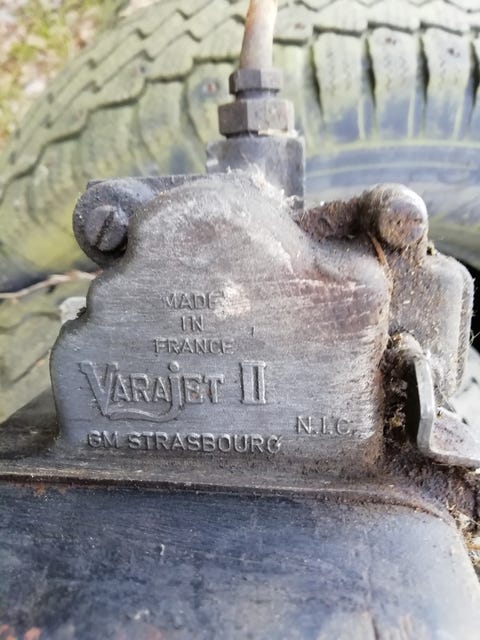 MADE
IN
FRANCE
VARAJET II
GM STRASBOURG
N.I.C.